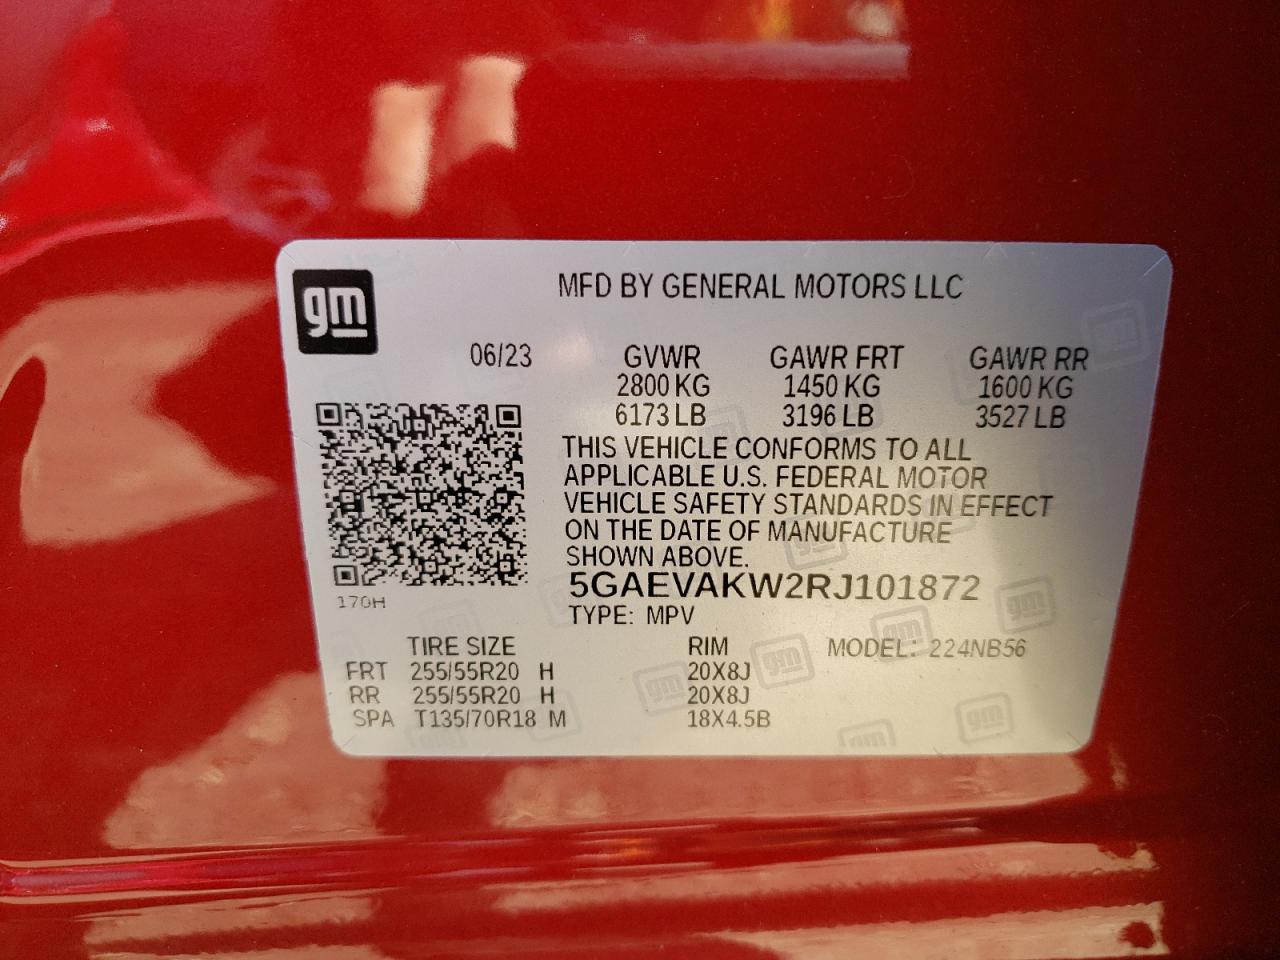 gm
MFD BY GENERAL MOTORS LLC
06/23 GVWR GAWR FRT GAWR RR
2800 KG 1450 KG 1600 KG
6173 LB 3196 LB 3527 LB
THIS VEHICLE CONFORMS TO ALL
APPLICABLE U.S. FEDERAL MOTOR
VEHICLE SAFETY STANDARDS IN EFFECT
ON THE DATE OF MANUFACTURE
SHOWN ABOVE.
5GAEVAKW2RJ101872
170H
TYPE: MPV
TIRE SIZE RIM MODEL: 224NB56
FRT 255/55R20 H 20X8J
RR 255/55R20 H 20X8J
SPA T135/70R18 M 18X4.5B